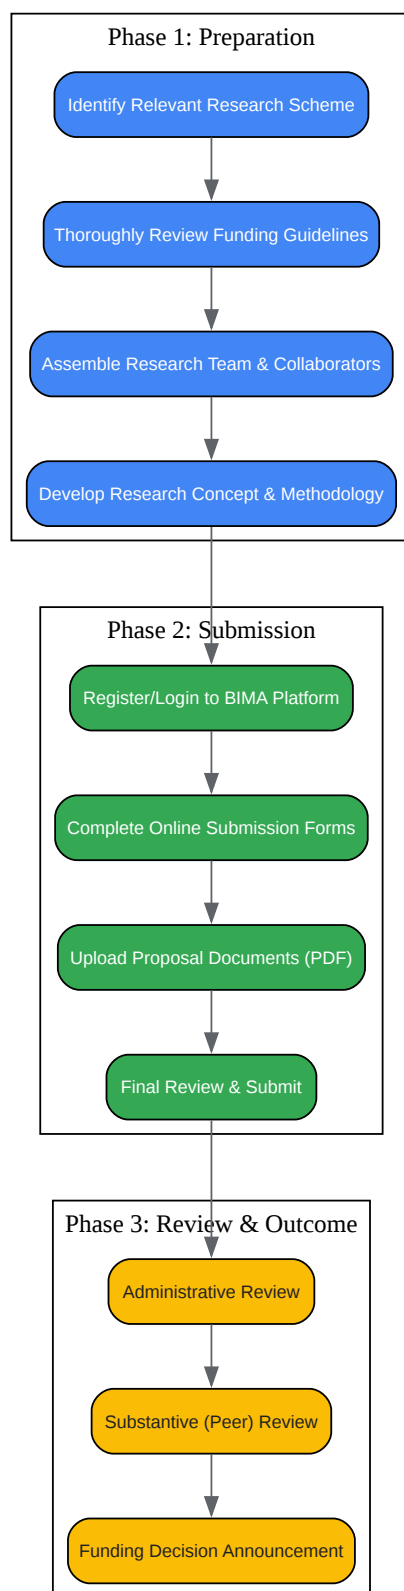 Phase 1: Preparation
Identify Relevant Research Scheme
Thoroughly Review Funding Guidelines
Assemble Research Team & Collaborators
Develop Research Concept & Methodology
Phase 2: Submission
Register/Login to BIMA Platform
Complete Online Submission Forms
Upload Proposal Documents (PDF)
Final Review & Submit
Phase 3: Review & Outcome
Administrative Review
Substantive (Peer) Review
Funding Decision Announcement